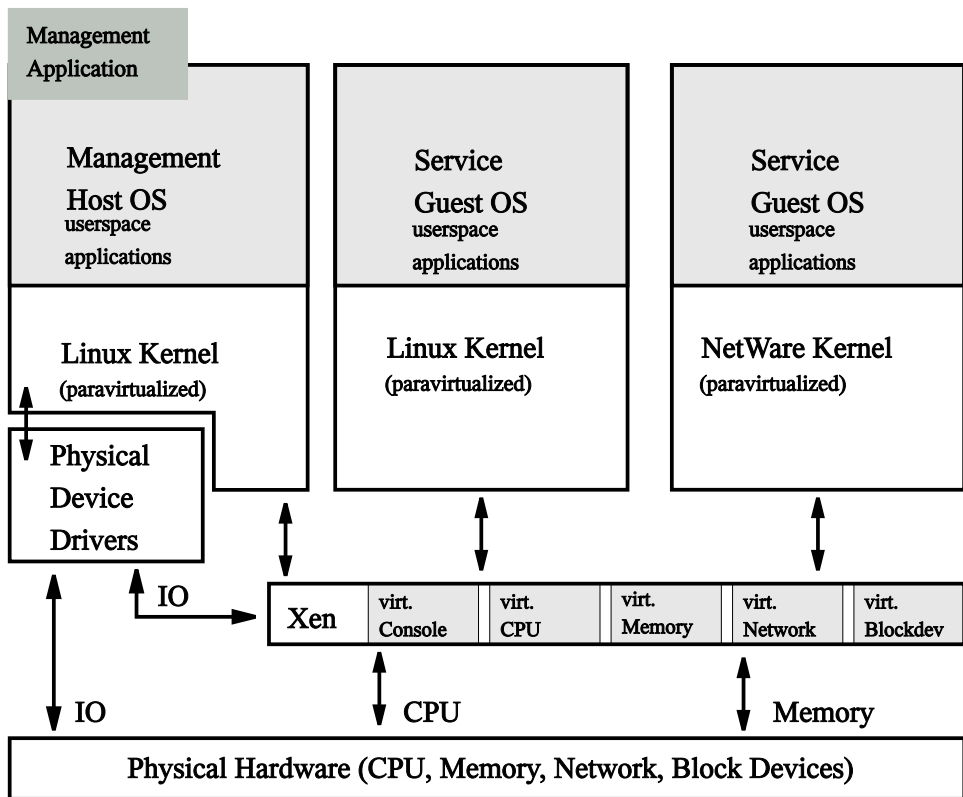 Management
Application
Management
Host OS
userspace
applications
Service
Guest OS
userspace
applications
Service
Guest OS
userspace
applications
Linux Kernel
(paravirtualized)
Linux Kernel
(paravirtualized)
NetWare Kernel
(paravirtualized)
Physical
Device
Drivers
IO
Xen
virt.
Console
virt.
CPU
virt.
Memory
virt.
Network
virt.
Blockdev
IO
CPU
Memory
Physical Hardware (CPU, Memory, Network, Block Devices)